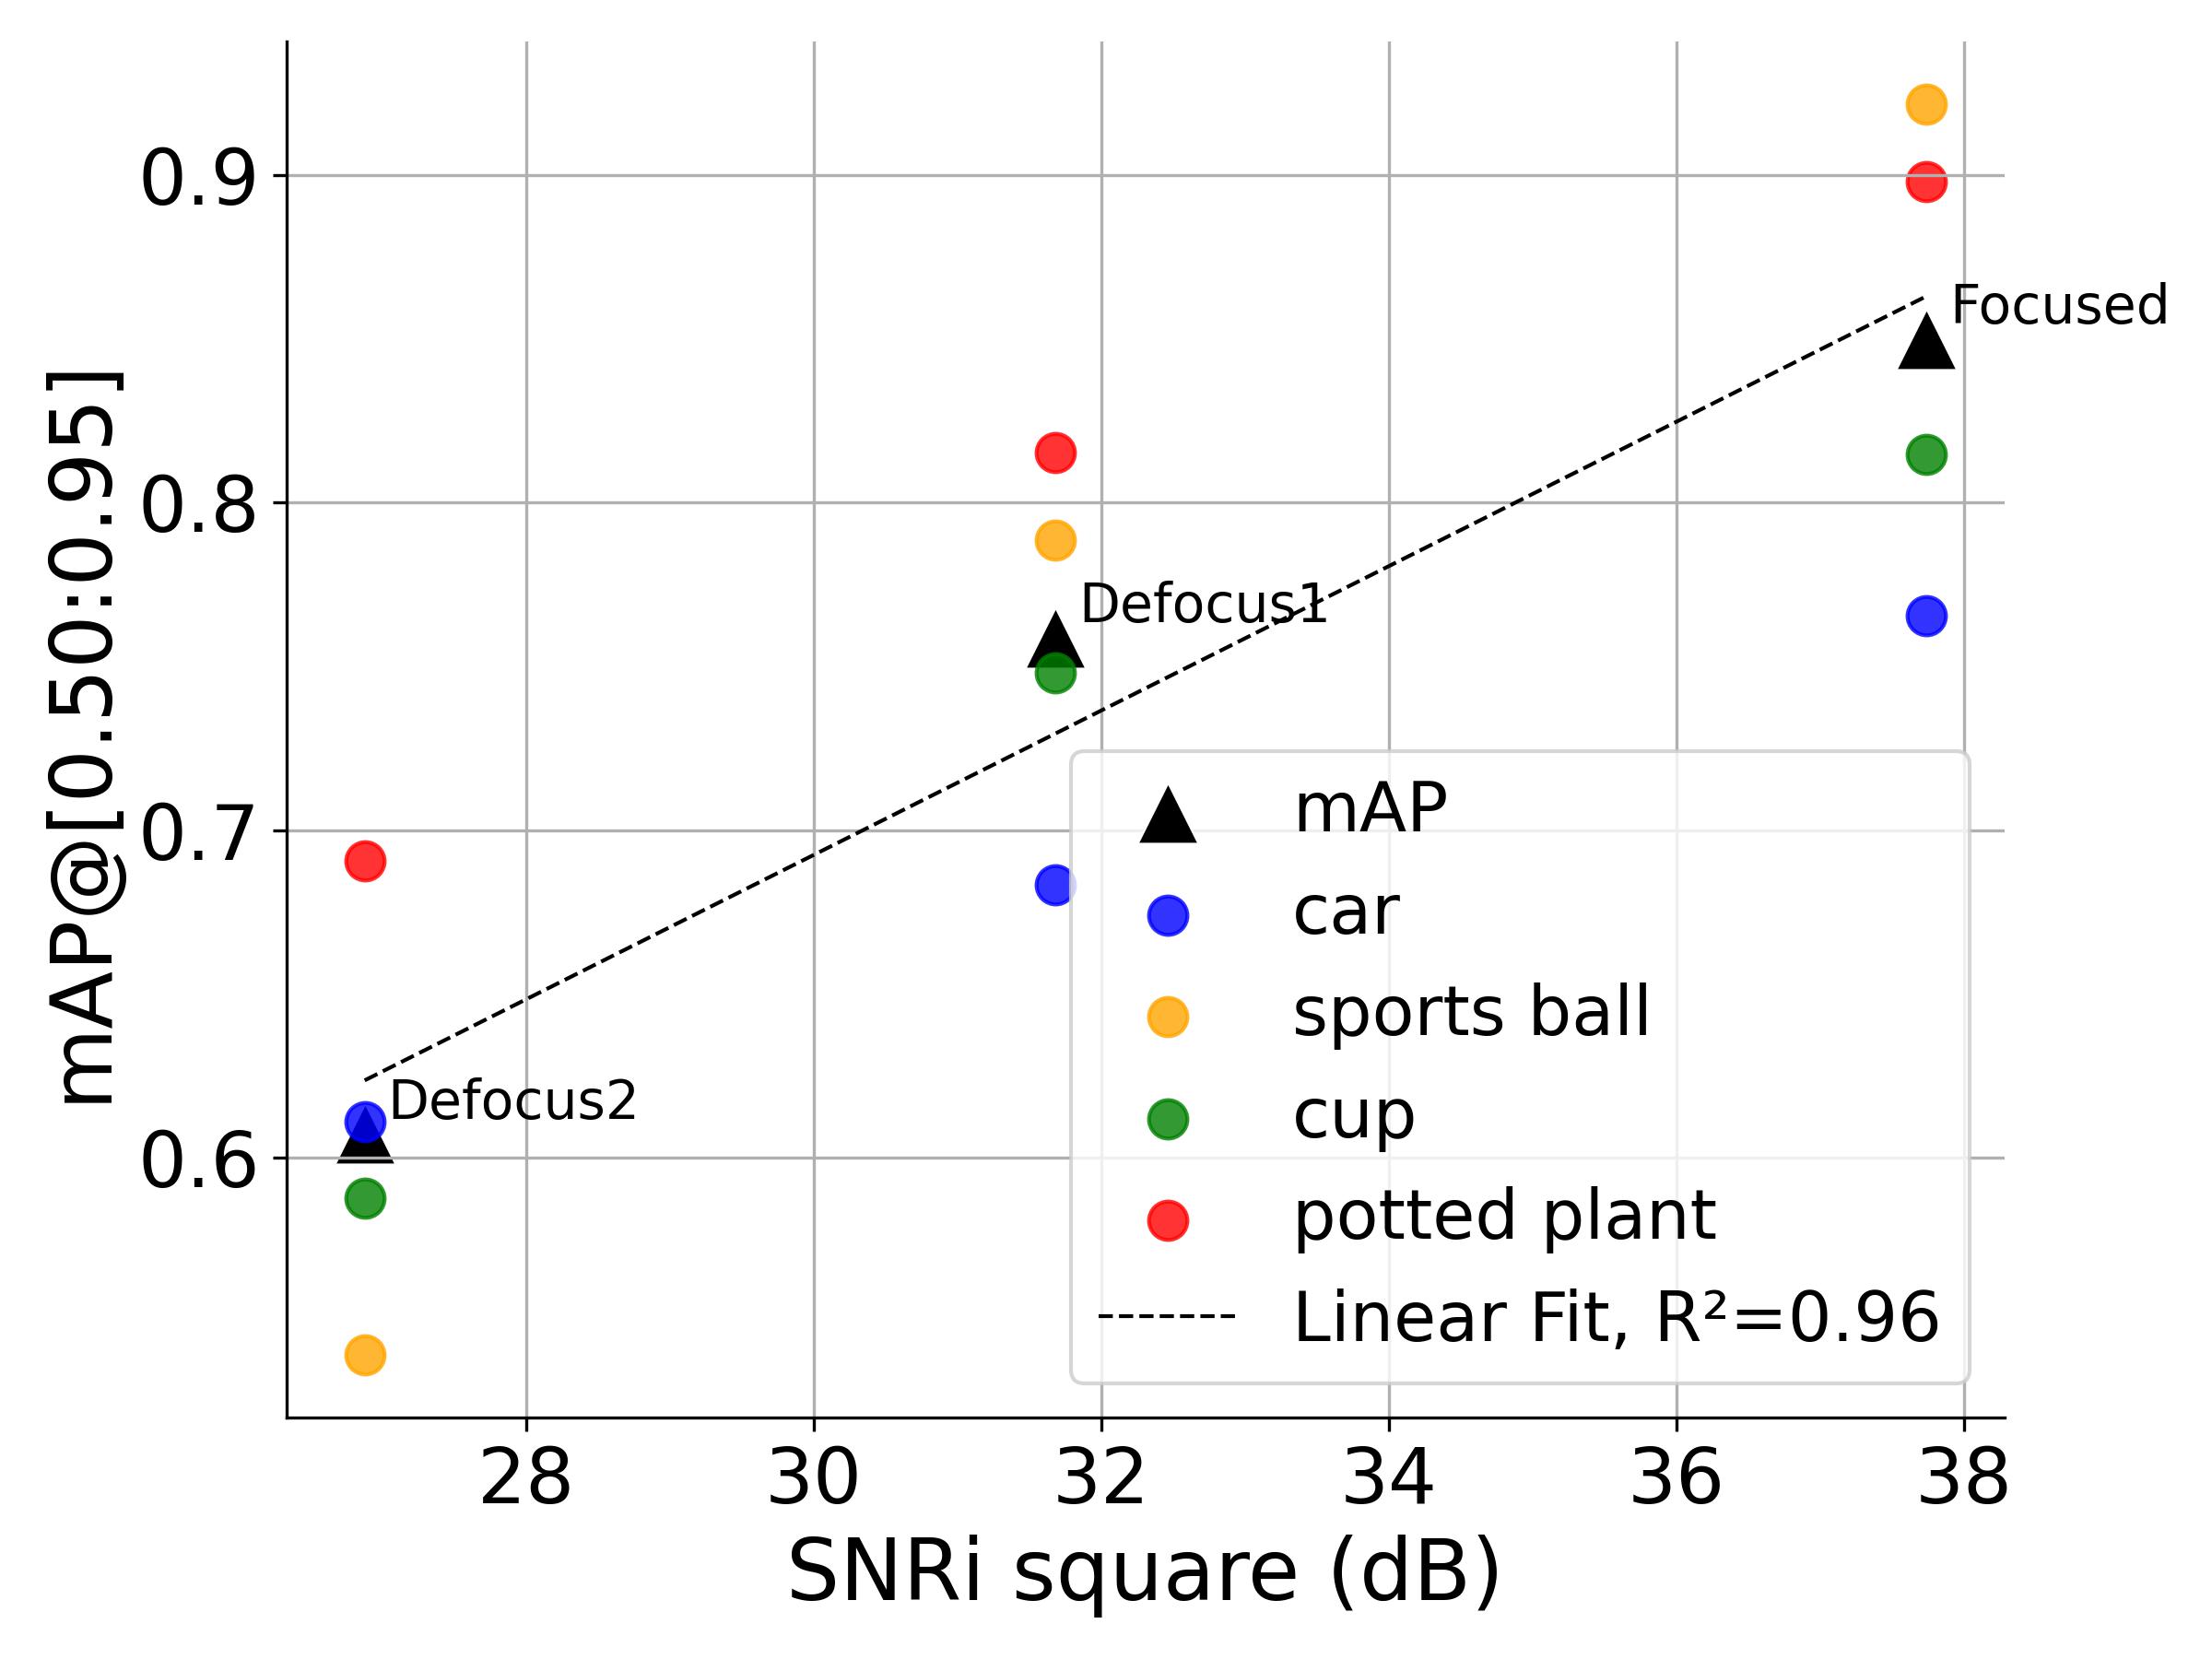 mAP@[0.50:0.95]
0.9
0.8
0.7
0.6
Focused
Defocus1
Defocus2
mAP
car
sports ball
cup
potted plant
Linear Fit, R²=0.96
28 30 32 34 36 38
SNRi square (dB)